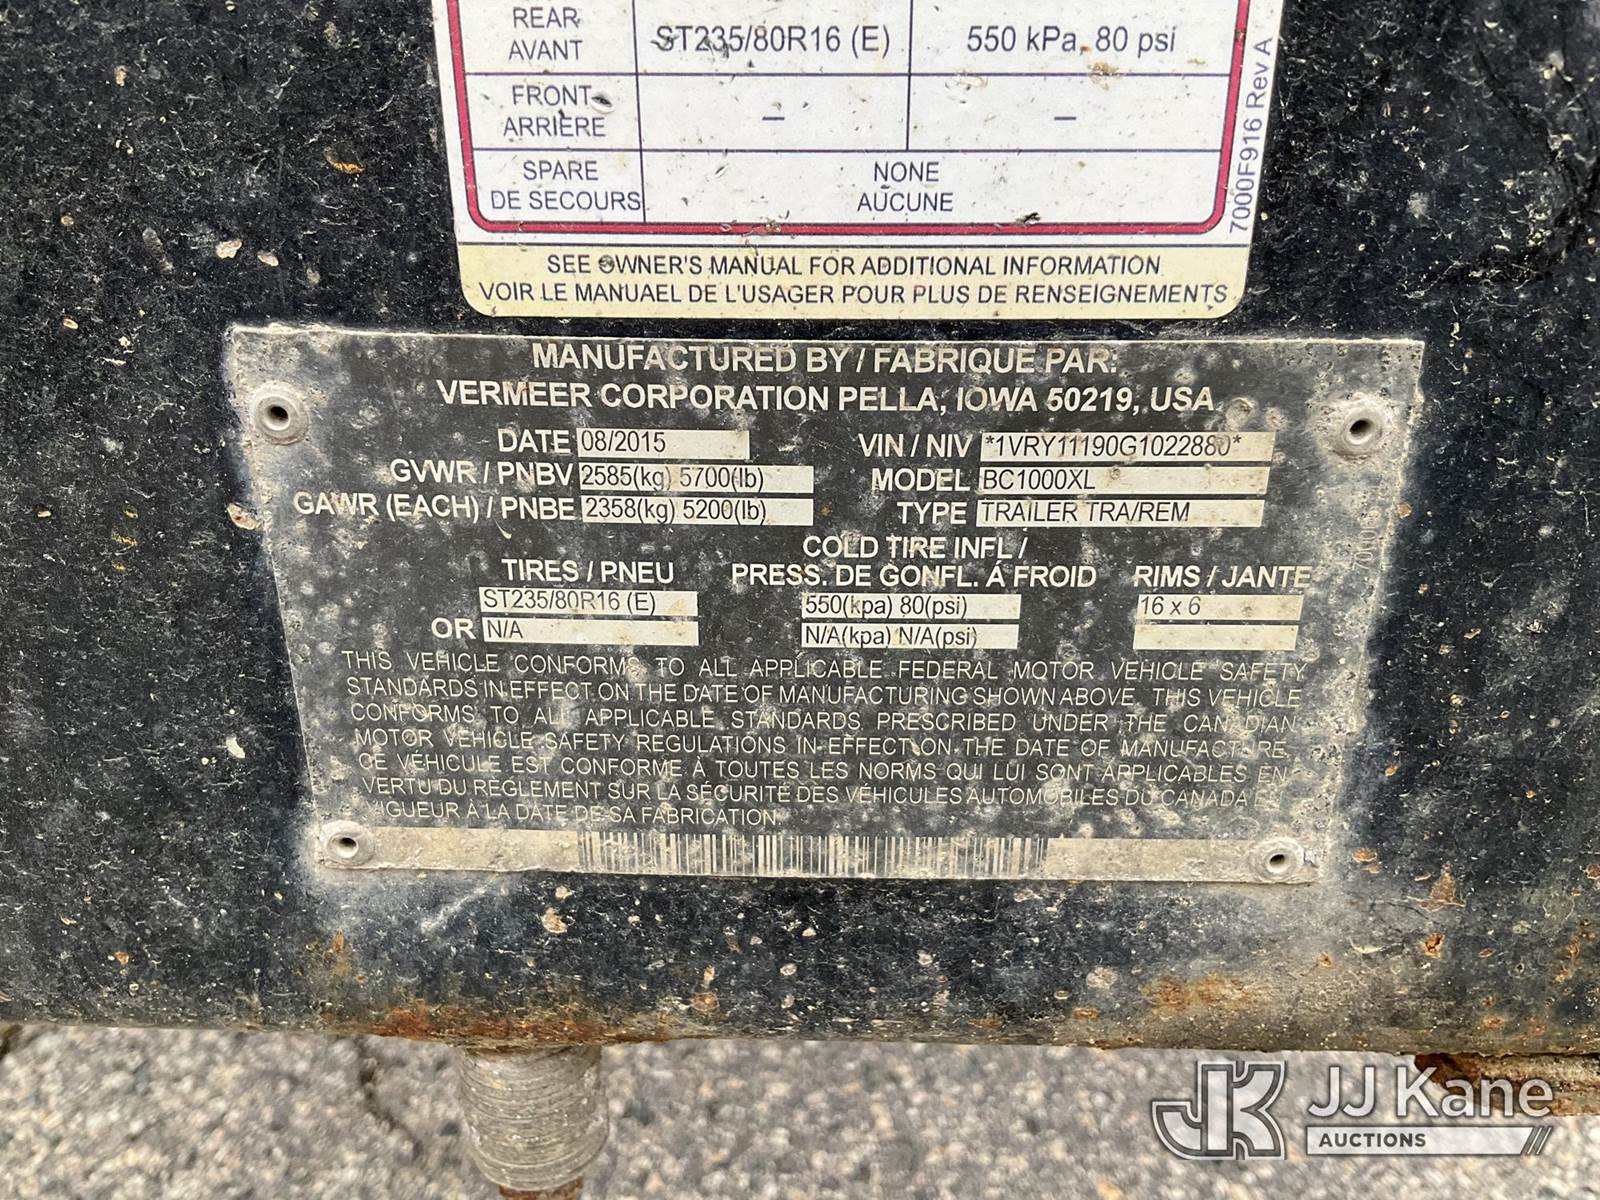 REAR
AVANT
ST235/80R16 (E)
550 kPa, 80 psi
FRONT
ARRIÈRE
–
–
SPARE
DE SECOURS
NONE
AUCUNE
7000F916 Rev A
SEE OWNER'S MANUAL FOR ADDITIONAL INFORMATION
VOIR LE MANUAEL DE L'USAGER POUR PLUS DE RENSEIGNEMENTS
MANUFACTURED BY / FABRIQUE PAR:
VERMEER CORPORATION PELLA, IOWA 50219, USA
DATE 08/2015
VIN / NIV *1VRY11190G1022880*
GVWR / PNBV 2585(kg) 5700(lb)
MODEL BC1000XL
GAWR (EACH) / PNBE 2358(kg) 5200(lb)
TYPE TRAILER TRA/REM
TIRES / PNEU
COLD TIRE INFL /
PRESS. DE GONFL. Á FROID
RIMS / JANTE
ST235/80R16 (E)
550(kpa) 80(psi)
16 x 6
OR N/A
N/A(kpa) N/A(psi)
THIS VEHICLE CONFORMS TO ALL APPLICABLE FEDERAL MOTOR VEHICLE SAFETY
STANDARDS IN EFFECT ON THE DATE OF MANUFACTURING SHOWN ABOVE. THIS VEHICLE
CONFORMS TO ALL APPLICABLE STANDARDS PRESCRIBED UNDER THE CANADIAN
MOTOR VEHICLE SAFETY REGULATIONS IN EFFECT ON THE DATE OF MANUFACTURE.
CE VÉHICULE EST CONFORME À TOUTES LES NORMS QUI LUI SONT APPLICABLES EN
VERTU DU REGLEMENT SUR LA SÉCURITÉ DES VÉHICULES AUTOMOBILES DU CANADA EN
VIGUEUR À LA DATE DE SA FABRICATION.
JK JJ Kane
AUCTIONS